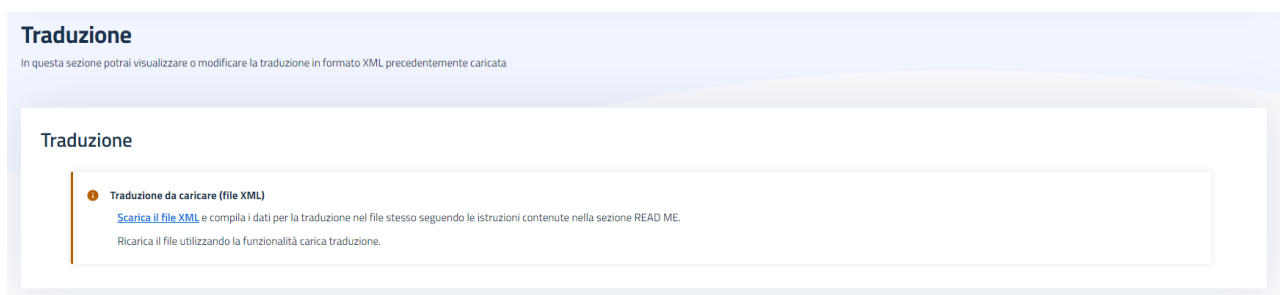 Traduzione
In questa sezione potrai visualizzare o modificare la traduzione in formato XML precedentemente caricata
Traduzione
Traduzione da caricare (file XML)
Scarica il file XML e compila i dati per la traduzione nel file stesso seguendo le istruzioni contenute nella sezione READ ME.
Ricarica il file utilizzando la funzionalità carica traduzione.